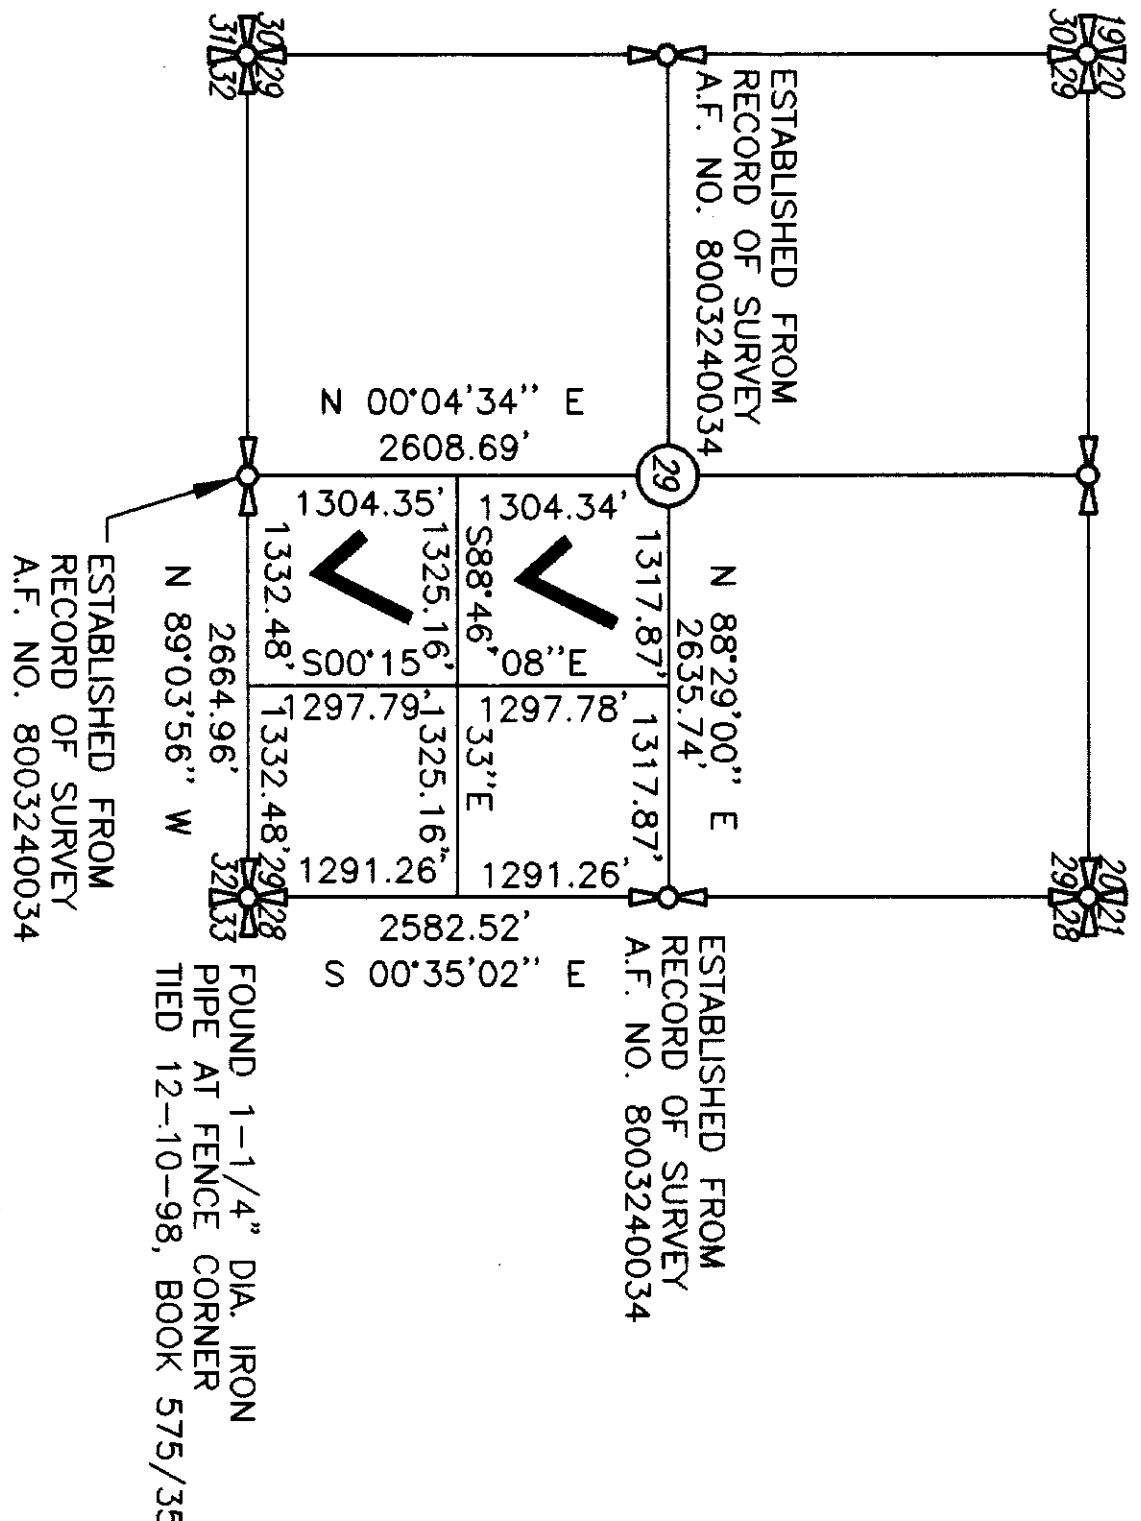 19 20
30 29
20 21
29 28
30 29
31 32
29 28
32 33
29
ESTABLISHED FROM
RECORD OF SURVEY
A.F. NO. 8003240034
N 88°29'00" E
2635.74'
1317.87'
1317.87'
N 00°04'34" E
2608.69'
1304.35'
1304.34'
S88°46'
33"E
1325.16'
1325.16'
S00°15'
08"E
1297.79'
1297.78'
1332.48'
1332.48'
1291.26'
1291.26'
2582.52'
S 00°35'02" E
2664.96'
N 89°03'56" W
ESTABLISHED FROM
RECORD OF SURVEY
A.F. NO. 8003240034
ESTABLISHED FROM
RECORD OF SURVEY
A.F. NO. 8003240034
FOUND 1-1/4" DIA. IRON
PIPE AT FENCE CORNER
TIED 12-10-98, BOOK 575/35